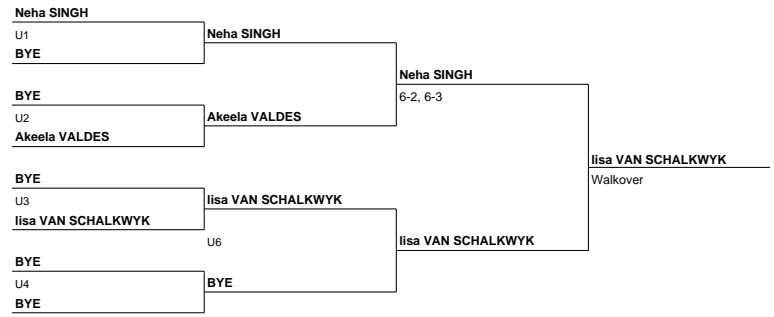 Neha SINGH
U1
BYE
Neha SINGH
BYE
U2
Akeela VALDES
Akeela VALDES
Neha SINGH
6-2, 6-3
BYE
U3
lisa VAN SCHALKWYK
lisa VAN SCHALKWYK
U6
BYE
U4
BYE
BYE
lisa VAN SCHALKWYK
lisa VAN SCHALKWYK
Walkover